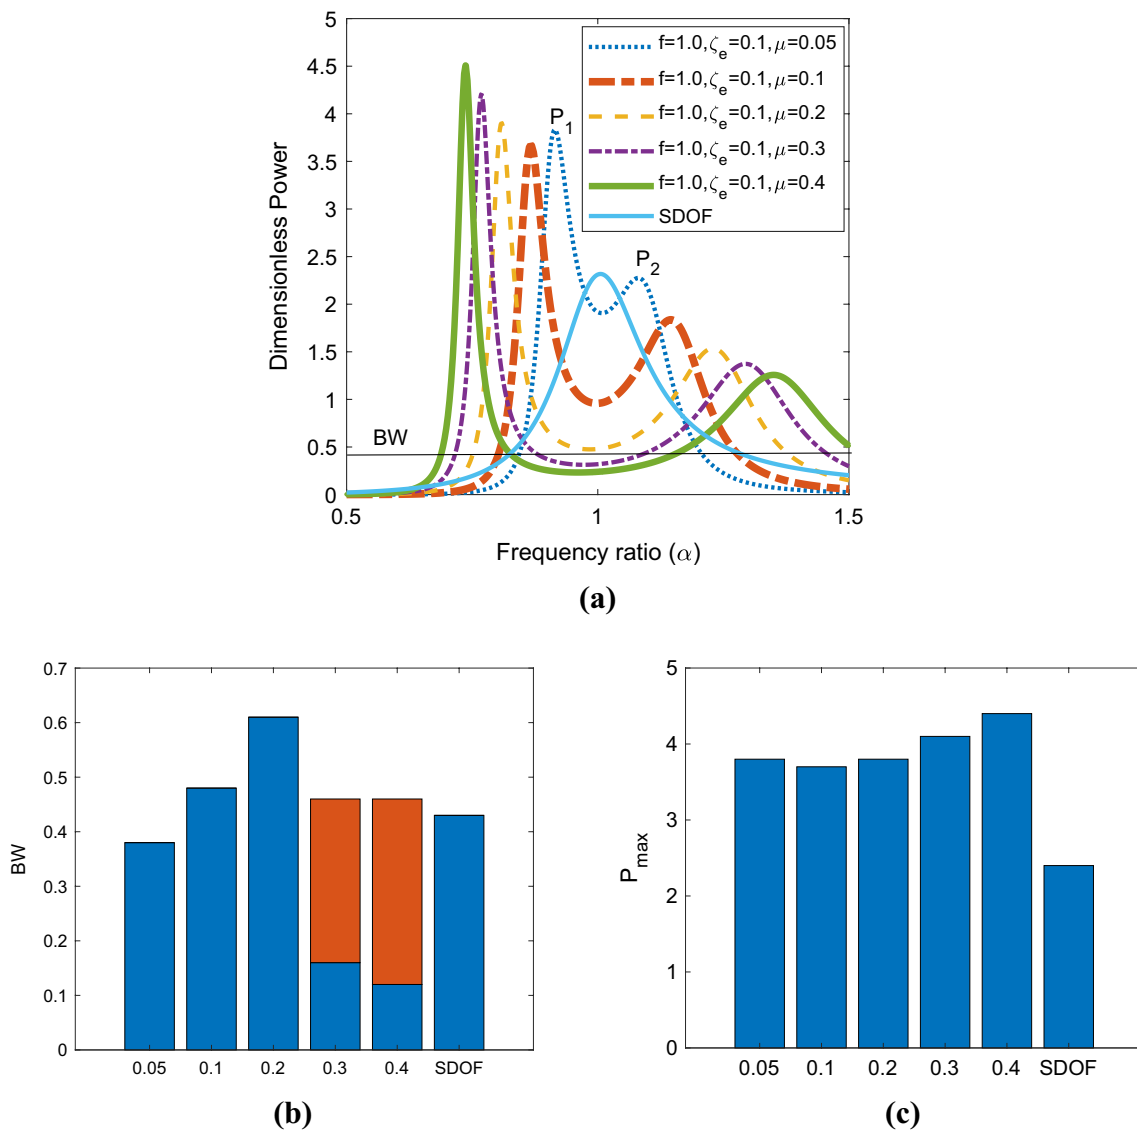 5
4.5
4
3.5
3
2.5
2
1.5
1
0.5
0
Dimensionless Power
P1
P2
BW
f=1.0,ζe=0.1,μ=0.05
f=1.0,ζe=0.1,μ=0.1
f=1.0,ζe=0.1,μ=0.2
f=1.0,ζe=0.1,μ=0.3
f=1.0,ζe=0.1,μ=0.4
SDOF
0.5 1 1.5
Frequency ratio (α)
(a)
0.7
0.6
0.5
0.4
0.3
0.2
0.1
0
BW
0.05 0.1 0.2 0.3 0.4 SDOF
(b)
5
4
3
2
1
0
Pmax
0.05 0.1 0.2 0.3 0.4 SDOF
(c)